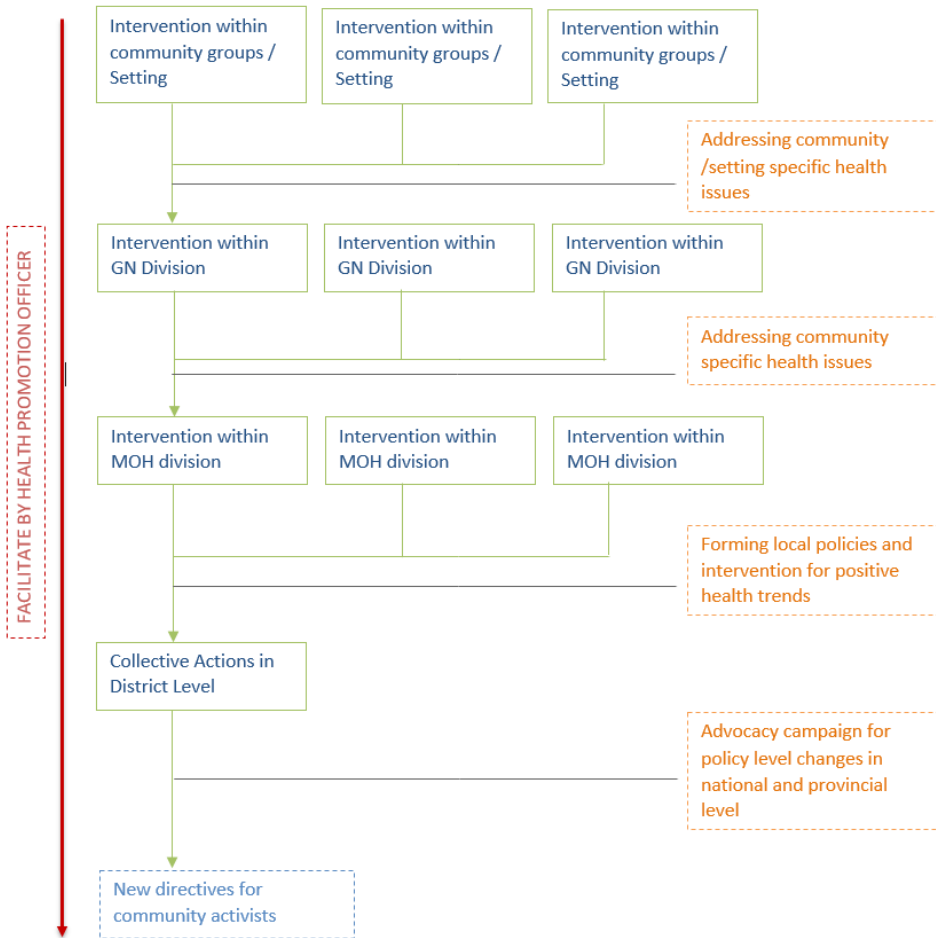 Intervention within
community groups /
Setting
Intervention within
community groups /
Setting
Intervention within
community groups /
Setting
Addressing community
/setting specific health
issues
FACILITATE BY HEALTH PROMOTION OFFICER
Intervention within
GN Division
Intervention within
GN Division
Intervention within
GN Division
Addressing community
specific health issues
Intervention within
MOH division
Intervention within
MOH division
Intervention within
MOH division
Forming local policies and
intervention for positive
health trends
Collective Actions in
District Level
Advocacy campaign for
policy level changes in
national and provincial
level
New directives for
community activists